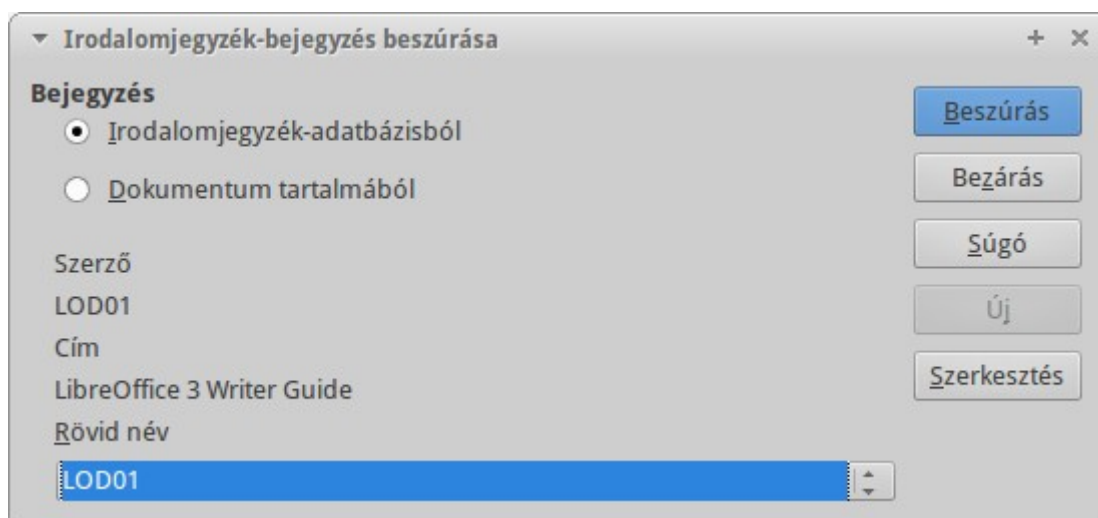 Irodalomjegyzék-bejegyzés beszúrása
Bejegyzés
Irodalomjegyzék-adatbázisból
Dokumentum tartalmából
Szerző
LOD01
Cím
LibreOffice 3 Writer Guide
Rövid név
LOD01
Beszúrás
Bezárás
Súgó
Új
Szerkesztés